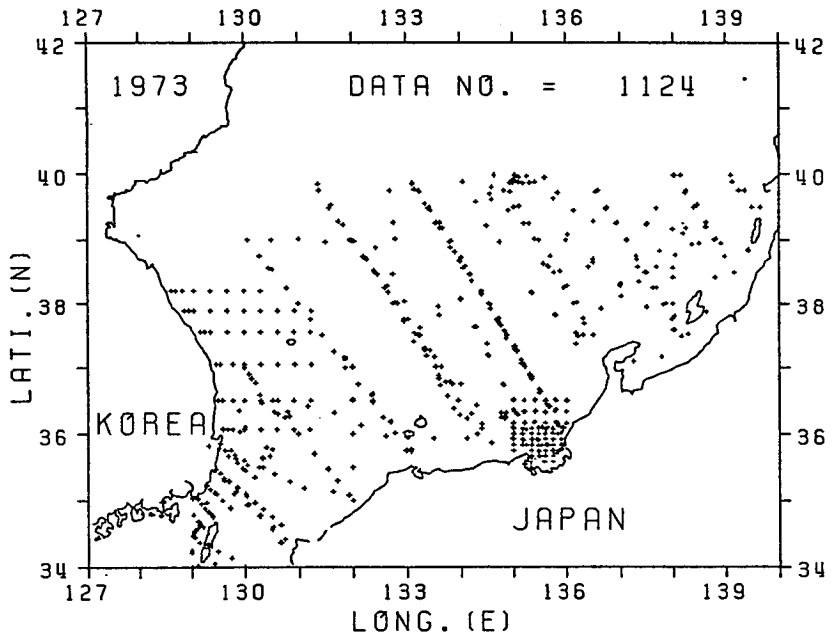 127 130 133 136 139
42 42
1973 DATA NO. = 1124
40 40
38 38
LATI. (N)
KOREA
36 36
JAPAN
34 34
127 130 133 136 139
LONG. (E)